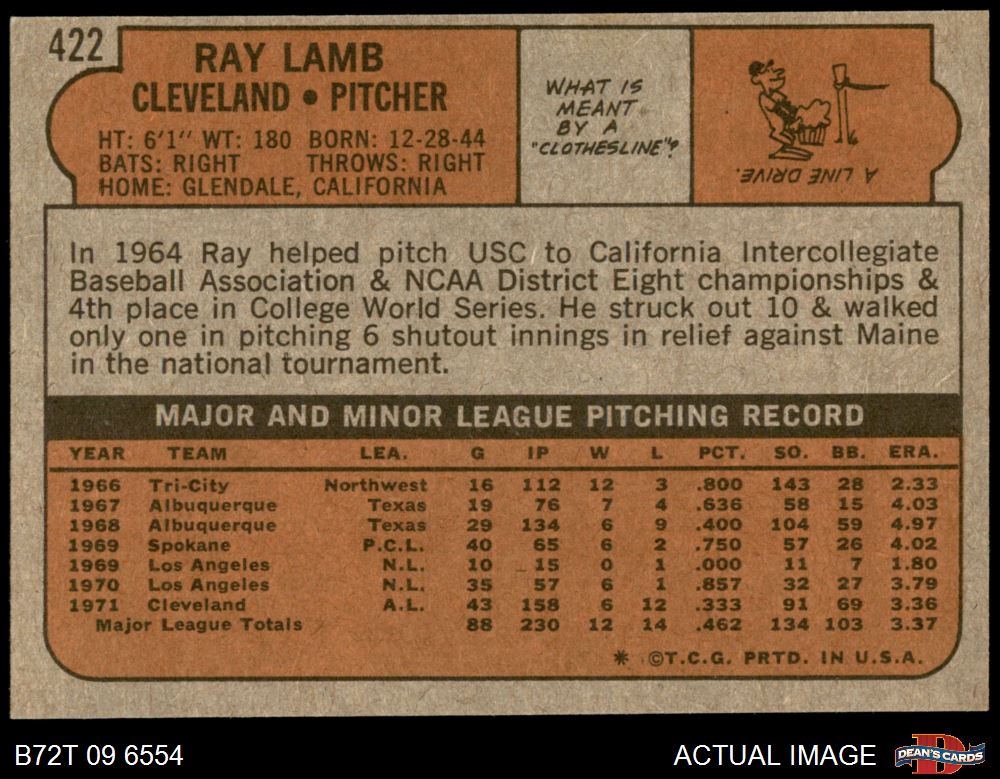 422
RAY LAMB
CLEVELAND • PITCHER
HT: 6'1" WT: 180 BORN: 12-28-44
BATS: RIGHT THROWS: RIGHT
HOME: GLENDALE, CALIFORNIA
WHAT IS
MEANT
BY A
"CLOTHESLINE"?
A LINE DRIVE.
In 1964 Ray helped pitch USC to California Intercollegiate
Baseball Association & NCAA District Eight championships &
4th place in College World Series. He struck out 10 & walked
only one in pitching 6 shutout innings in relief against Maine
in the national tournament.
MAJOR AND MINOR LEAGUE PITCHING RECORD
YEAR TEAM LEA. G IP W L PCT. SO. BB. ERA.
1966 Tri-City Northwest 16 112 12 3 .800 143 28 2.33
1967 Albuquerque Texas 19 76 7 4 .636 58 15 4.03
1968 Albuquerque Texas 29 134 6 9 .400 104 59 4.97
1969 Spokane P.C.L. 40 65 6 2 .750 57 26 4.02
1969 Los Angeles N.L. 10 15 0 1 .000 11 7 1.80
1970 Los Angeles N.L. 35 57 6 1 .857 32 27 3.79
1971 Cleveland A.L. 43 158 6 12 .333 91 69 3.36
Major League Totals 88 230 12 14 .462 134 103 3.37
* ©T.C.G. PRTD. IN U.S.A.
B72T 09 6554
ACTUAL IMAGE
DEAN'S CARDS